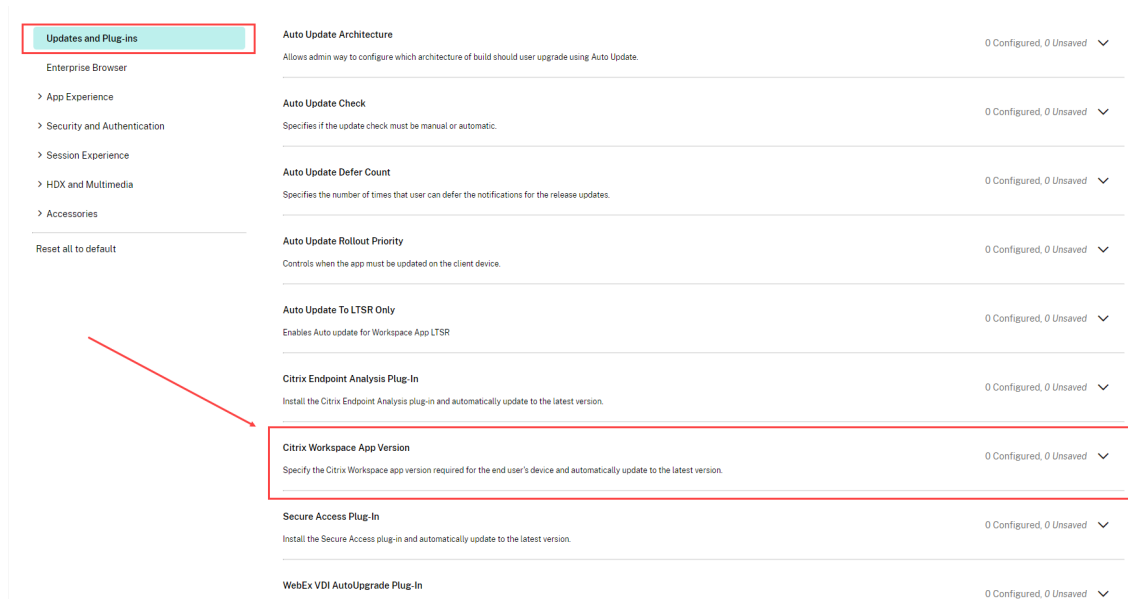 Updates and Plug-ins
Enterprise Browser
App Experience
Security and Authentication
Session Experience
HDX and Multimedia
Accessories
Reset all to default
Auto Update Architecture
Allows admin way to configure which architecture of build should user upgrade using Auto Update.
0 Configured, 0 Unsaved
Auto Update Check
Specifies if the update check must be manual or automatic.
0 Configured, 0 Unsaved
Auto Update Defer Count
Specifies the number of times that user can defer the notifications for the release updates.
0 Configured, 0 Unsaved
Auto Update Rollout Priority
Controls when the app must be updated on the client device.
0 Configured, 0 Unsaved
Auto Update To LTSR Only
Enables Auto update for Workspace App LTSR
0 Configured, 0 Unsaved
Citrix Endpoint Analysis Plug-In
Install the Citrix Endpoint Analysis plug-in and automatically update to the latest version.
0 Configured, 0 Unsaved
Citrix Workspace App Version
Specify the Citrix Workspace app version required for the end user's device and automatically update to the latest version.
0 Configured, 0 Unsaved
Secure Access Plug-In
Install the Secure Access plug-in and automatically update to the latest version.
0 Configured, 0 Unsaved
WebEx VDI AutoUpgrade Plug-In
0 Configured, 0 Unsaved